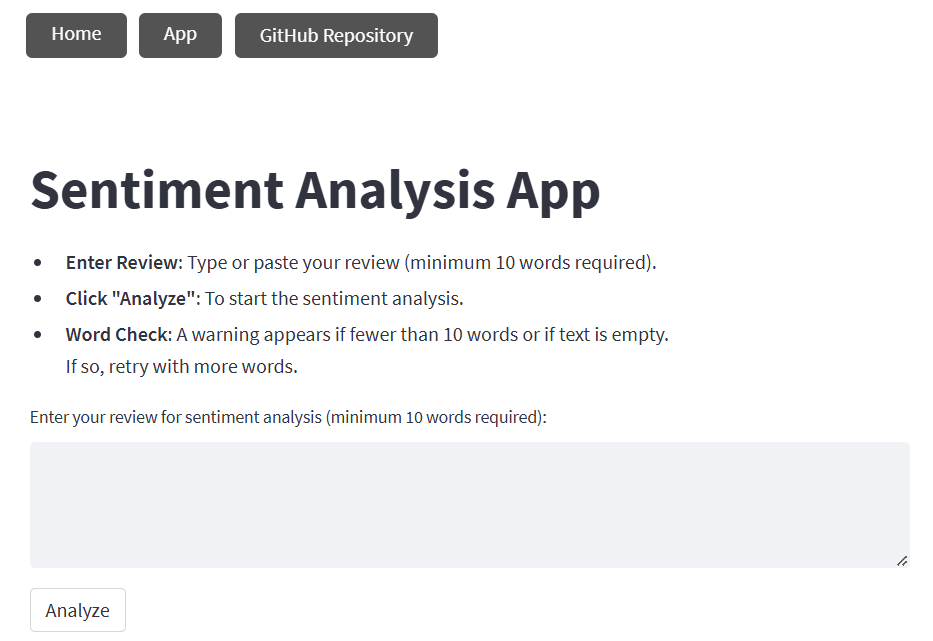 Home App GitHub Repository
Sentiment Analysis App
Enter Review: Type or paste your review (minimum 10 words required).
Click "Analyze": To start the sentiment analysis.
Word Check: A warning appears if fewer than 10 words or if text is empty.
If so, retry with more words.
Enter your review for sentiment analysis (minimum 10 words required):
Analyze